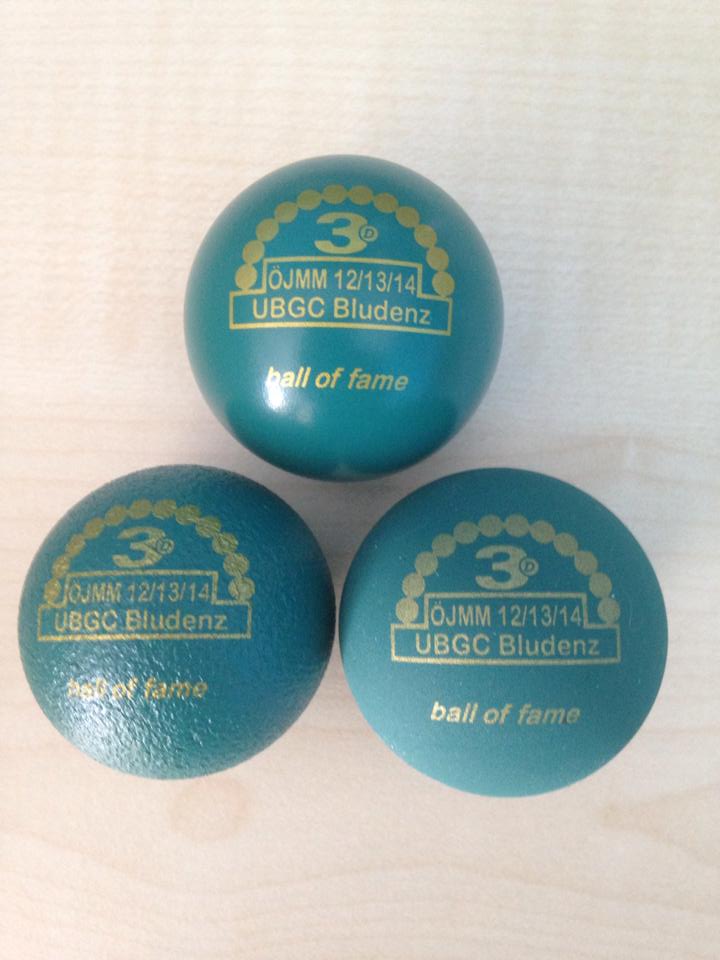 3D
ÖJMM 12/13/14
UBGC Bludenz
ball of fame
3D
ÖJMM 12/13/14
UBGC Bludenz
ball of fame
3D
ÖJMM 12/13/14
UBGC Bludenz
ball of fame